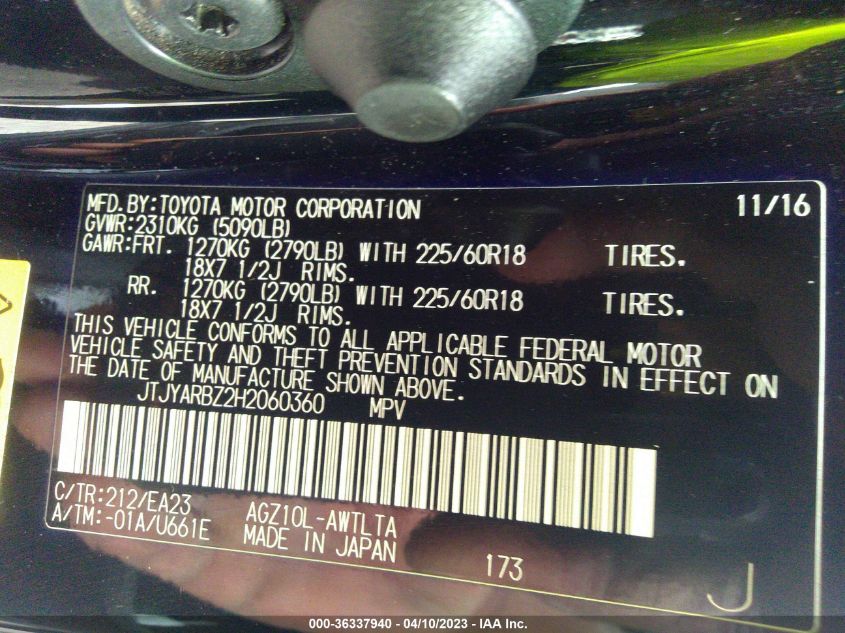 MFD.BY:TOYOTA MOTOR CORPORATION 11/16
GVWR:2310KG (5090LB)
GAWR:FRT. 1270KG (2790LB) WITH 225/60R18 TIRES.
18X7 1/2J RIMS.
RR. 1270KG (2790LB) WITH 225/60R18 TIRES.
18X7 1/2J RIMS.
THIS VEHICLE CONFORMS TO ALL APPLICABLE FEDERAL MOTOR
VEHICLE SAFETY AND THEFT PREVENTION STANDARDS IN EFFECT ON
THE DATE OF MANUFACTURE SHOWN ABOVE.
JTJYARBZ2H2060360 MPV
C/TR:212/EA23 AGZ10L-AWTLTA
A/TM:-01A/U661E MADE IN JAPAN 173 J
000-36337940 - 04/10/2023 - IAA Inc.